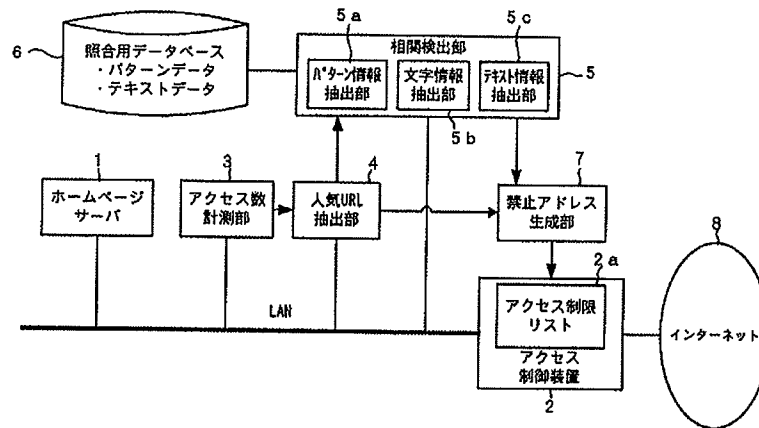 5a
5c
6
照合用データベース
・パターンデータ
・テキストデータ
相関検出部
パターン情報
抽出部
文字情報
抽出部
テキスト情報
抽出部
5
5b
1
3
4
7
ホームページ
サーバ
アクセス数
計測部
人気URL
抽出部
禁止アドレス
生成部
8
2a
LAN
アクセス制限
リスト
アクセス
制御装置
インターネット
2